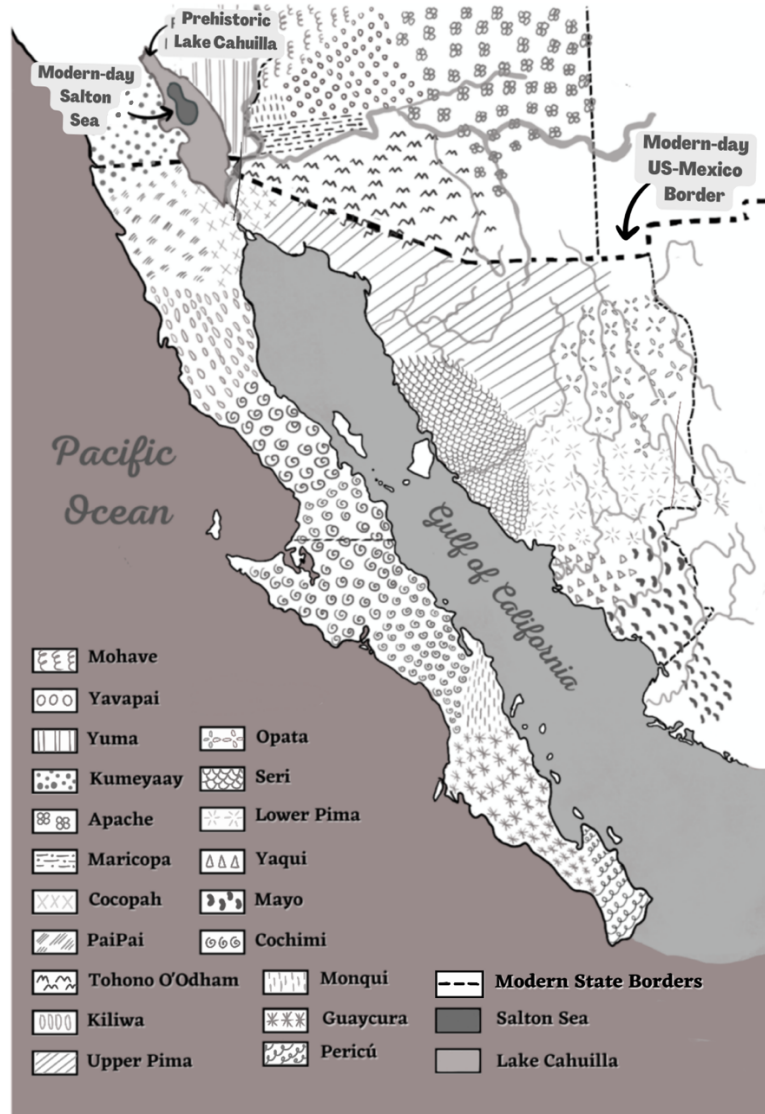 Prehistoric
Lake Cahuilla
Modern-day
Salton
Sea
Modern-day
US-Mexico
Border
Pacific
Ocean
Gulf of California
Mohave
Yavapai
Yuma
Kumeyaay
Apache
Maricopa
Cocopah
PaiPai
Tohono O'Odham
Kiliwa
Upper Pima
Opata
Seri
Lower Pima
Yaqui
Mayo
Cochimi
Monqui
Guaycura
Pericú
Modern State Borders
Salton Sea
Lake Cahuilla